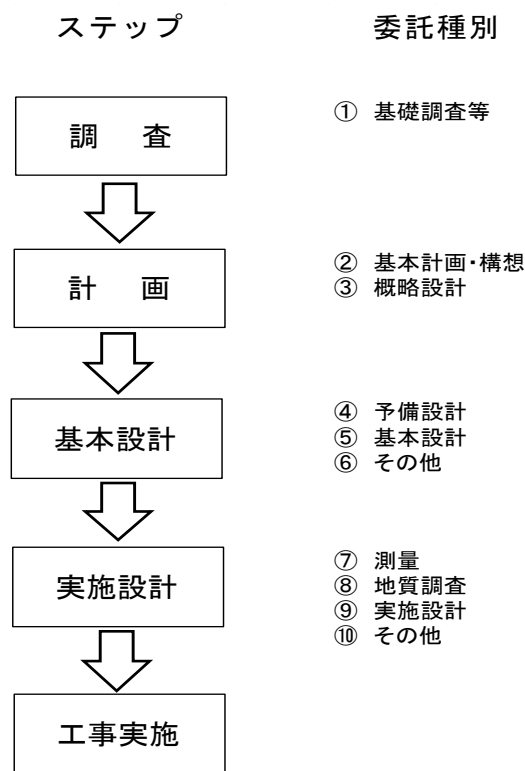 ステップ 委託種別
調 査
① 基礎調査等
計 画
② 基本計画・構想
③ 概略設計
基本設計
④ 予備設計
⑤ 基本設計
⑥ その他
実施設計
⑦ 測量
⑧ 地質調査
⑨ 実施設計
⑩ その他
工事実施